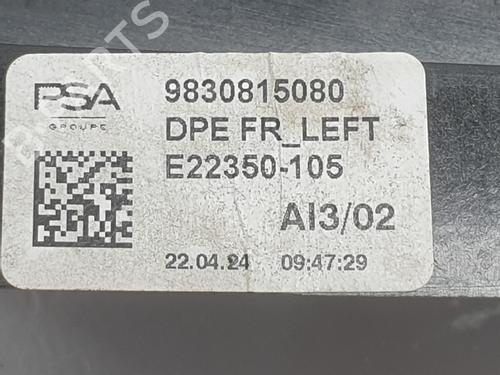 PSA
GROUPE
9830815080
DPE FR_LEFT
E22350-105
AI3/02
22.04.24 09:47:29